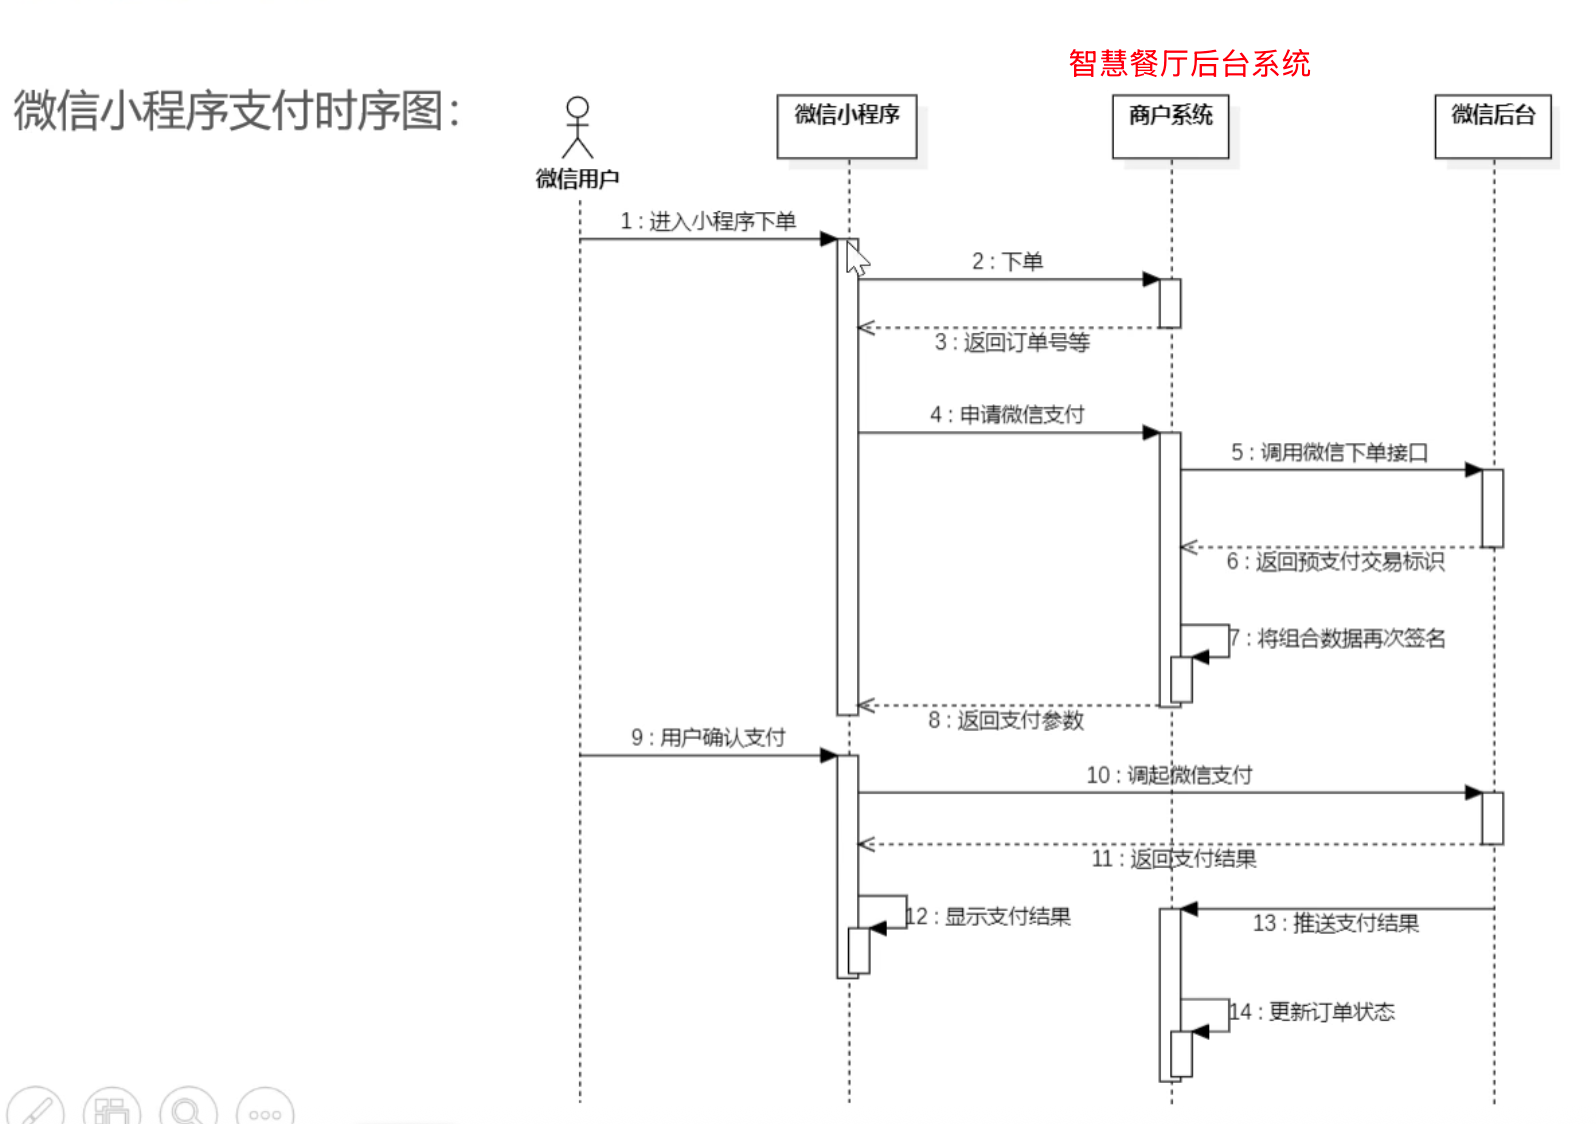 智慧餐厅后台系统
微信小程序支付时序图：
微信用户
微信小程序
商户系统
微信后台
1 : 进入小程序下单
2 : 下单
3 : 返回订单号等
4 : 申请微信支付
5 : 调用微信下单接口
6 : 返回预支付交易标识
7 : 将组合数据再次签名
8 : 返回支付参数
9 : 用户确认支付
10 : 调起微信支付
11 : 返回支付结果
12 : 显示支付结果
13 : 推送支付结果
14 : 更新订单状态